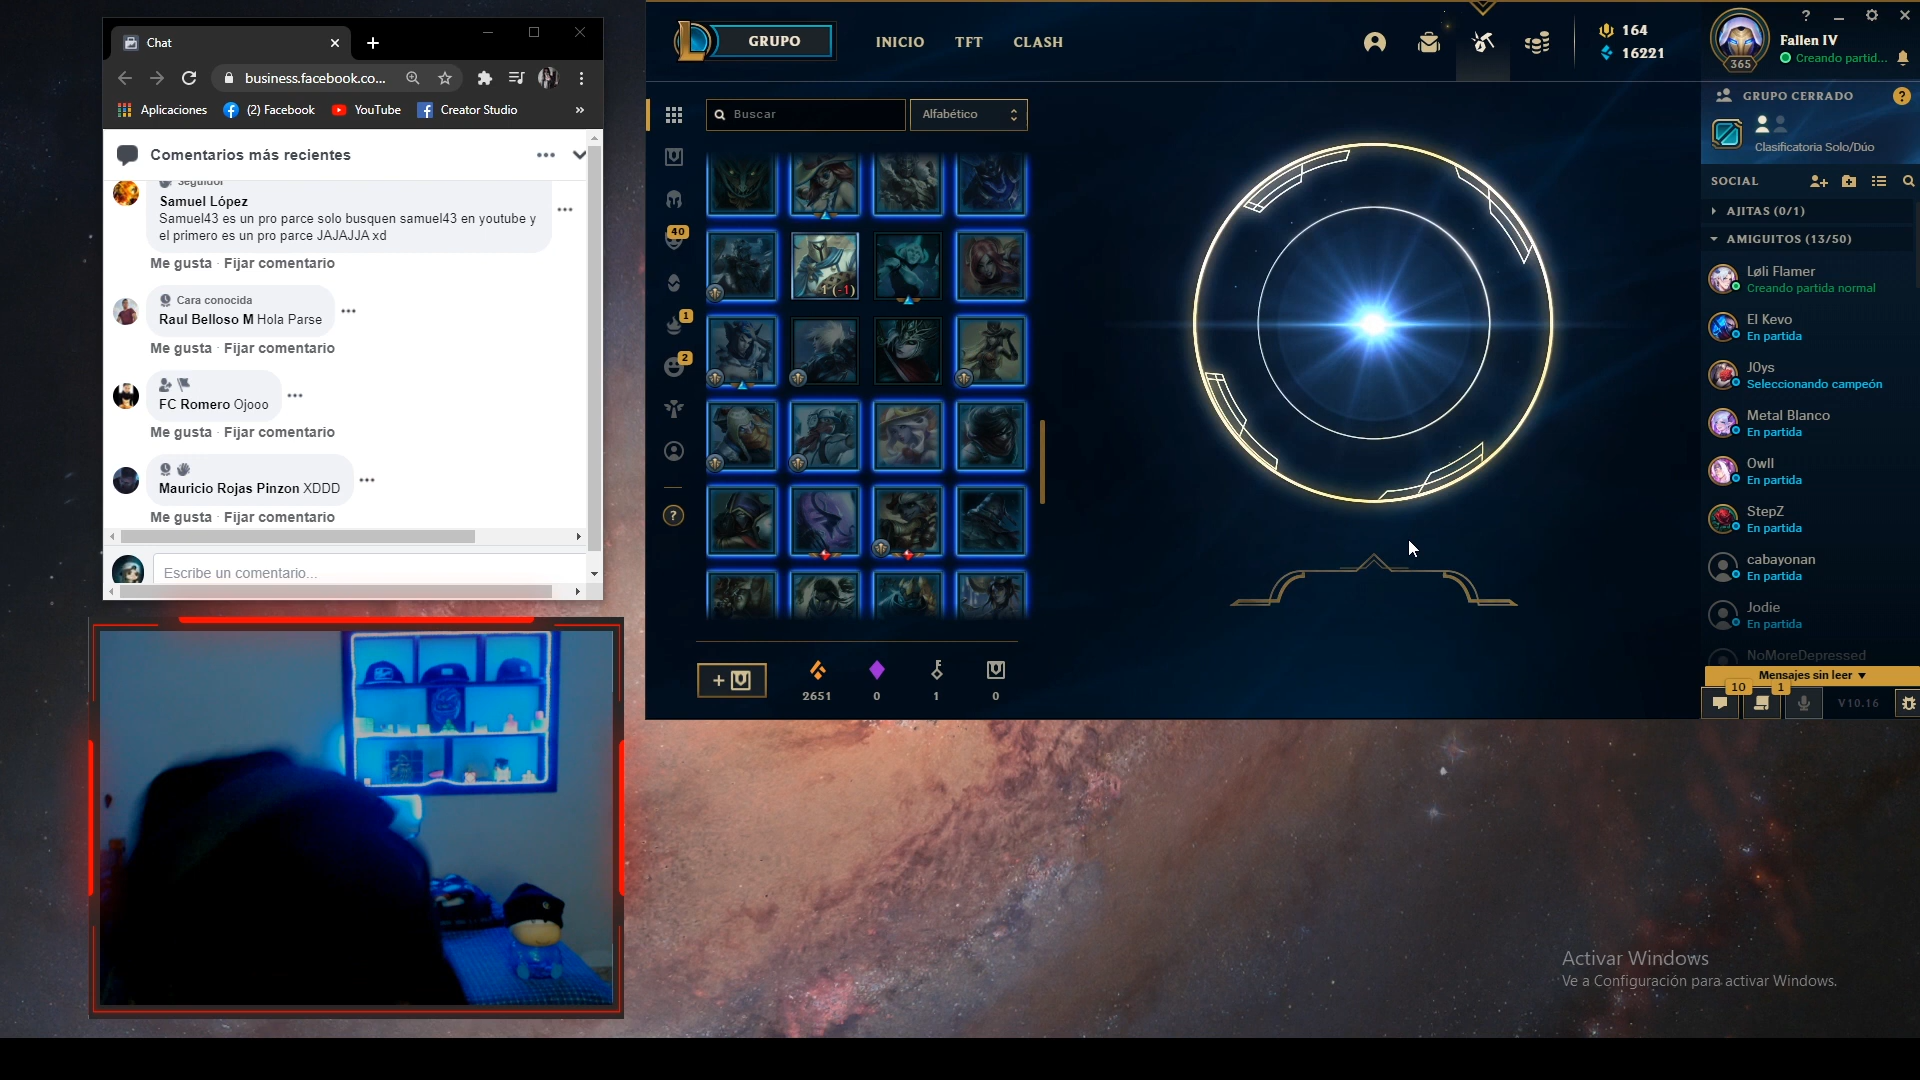 Chat
business.facebook.co...
Aplicaciones
(2) Facebook
YouTube
Creator Studio
»
Comentarios más recientes
Seguidor
Samuel López
Samuel43 es un pro parce solo busquen samuel43 en youtube y
el primero es un pro parce JAJAJJA xd
Me gusta · Fijar comentario
Cara conocida
Raul Belloso M Hola Parse
Me gusta · Fijar comentario
FC Romero Ojooo
Me gusta · Fijar comentario
Mauricio Rojas Pinzon XDDD
Me gusta · Fijar comentario
Escribe un comentario...
GRUPO
INICIO
TFT
CLASH
164
16221
365
Fallen IV
Creando partid...
Buscar
Alfabético
40
1
2
?
-1 (-1)
+
2651
0
1
0
GRUPO CERRADO
?
Clasificatoria Solo/Dúo
SOCIAL
AJITAS (0/1)
AMIGUITOS (13/50)
Løli Flamer
Creando partida normal
El Kevo
En partida
J0ys
Seleccionando campeón
Metal Blanco
En partida
Owll
En partida
StepZ
En partida
cabayonan
En partida
Jodie
En partida
NoMoreDepressed
Mensajes sin leer
10
1
V10.16
Activar Windows
Ve a Configuración para activar Windows.